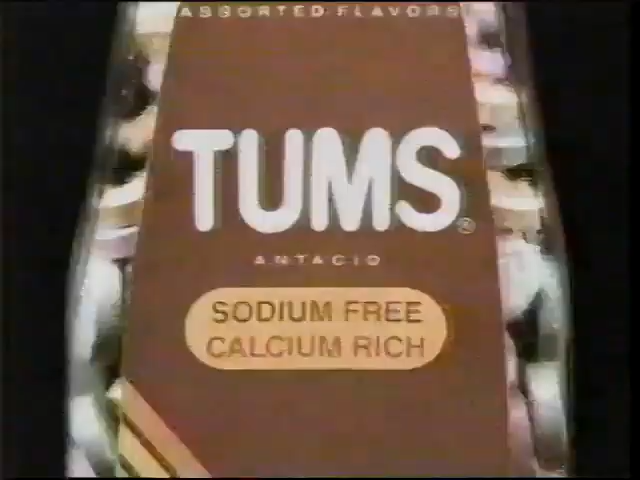 ASSORTED FLAVORS
TUMS®
ANTACID
SODIUM FREE
CALCIUM RICH